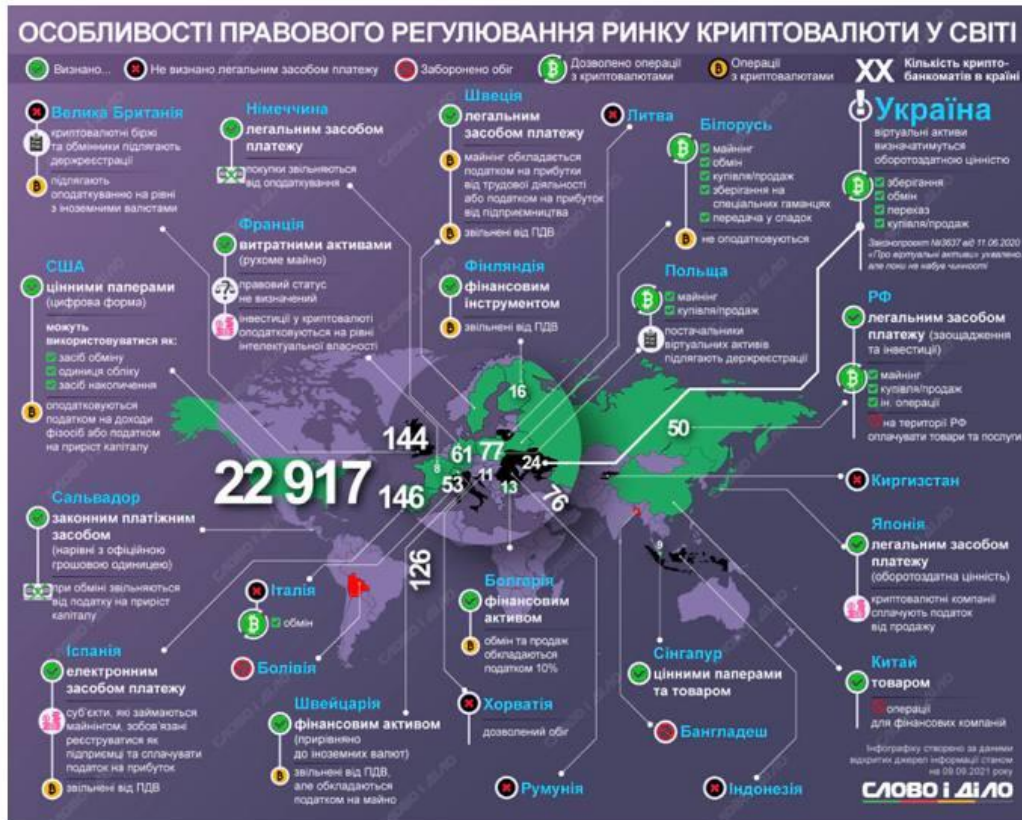 ОСОБЛИВОСТІ ПРАВОВОГО РЕГУЛЮВАННЯ РИНКУ КРИПТОВАЛЮТИ У СВІТІ
Визнано...
Не визнано легальним засобом платежу
Заборонено обіг
Дозволено операції
з криптовалютами
Операції
з криптовалютами
XX
Кількість крипто-
банкоматів в країні
Велика Британія
криптовалютні біржі
та обмінники підлягають
держреєстрації
підлягають
оподаткуванню на рівні
з іноземними валютами
США
цінними паперами
(цифрова форма)
можуть
використовуватися як:
засіб обміну
одиниця обліку
засіб накопичення
оподатковуються
податком на доходи
фізосіб або податком
на приріст капіталу
Сальвадор
законним платіжним
засобом
(нарівні з офіційною
грошовою одиницею)
при обміні звільняються
від податку на приріст
капіталу
Іспанія
електронним
засобом платежу
суб'єкти, які займаються
майнінгом, зобов'язані
реєструватися як
підприємці та сплачувати
податок на прибуток
звільнені від ПДВ
Німеччина
легальним засобом
платежу
покупки звільняються
від оподаткування
Франція
витратними активами
(рухоме майно)
правовий статус
не визначений
інвестиції у криптовалюті
оподатковуються на рівні
інтелектуальної власності
Швеція
легальним
засобом платежу
майнінг обкладається
податком на прибутки
від трудової діяльності
або податком на прибуток
від підприємництва
звільнені від ПДВ
Фінляндія
фінансовим
інструментом
звільнені від ПДВ
Литва
Білорусь
майнінг
обмін
купівля/продаж
зберігання на
спеціальних гаманцях
передача у спадок
не оподатковуються
Польща
майнінг
купівля/продаж
постачальники
віртуальних активів
підлягають держреєстрації
Україна
віртуальні активи
визначатимуться
оборотоздатною цінністю
зберігання
обмін
переказ
купівля/продаж
Законопроект №3637 від 11.06.2020
«Про віртуальні активи» ухвалено,
але поки не набув чинності
РФ
легальним засобом
платежу (заощадження
та інвестиції)
майнінг
купівля/продаж
ін. операції
на території РФ
оплачувати товари та послуги
22 917
144
146
8
61
77
53
11
13
24
16
76
126
50
9
Киргизстан
Японія
легальним засобом
платежу
(оборотоздатна цінність)
криптовалютні компанії
сплачують податок
від продажу
Китай
товаром
операції
для фінансових компаній
Італія
обмін
Болівія
Швейцарія
фінансовим активом
(прирівняно
до іноземних валют)
звільнені від ПДВ,
але обкладаються
податком на майно
Болгарія
фінансовим
активом
обмін та продаж
обкладаються
податком 10%
Хорватія
дозволений обіг
Румунія
Сінгапур
цінними паперами
та товаром
Бангладеш
Індонезія
Інфографіку створено за даними
відкритих джерел інформації станом
на 09.09.2021 року
СЛОВО і ДІЛО